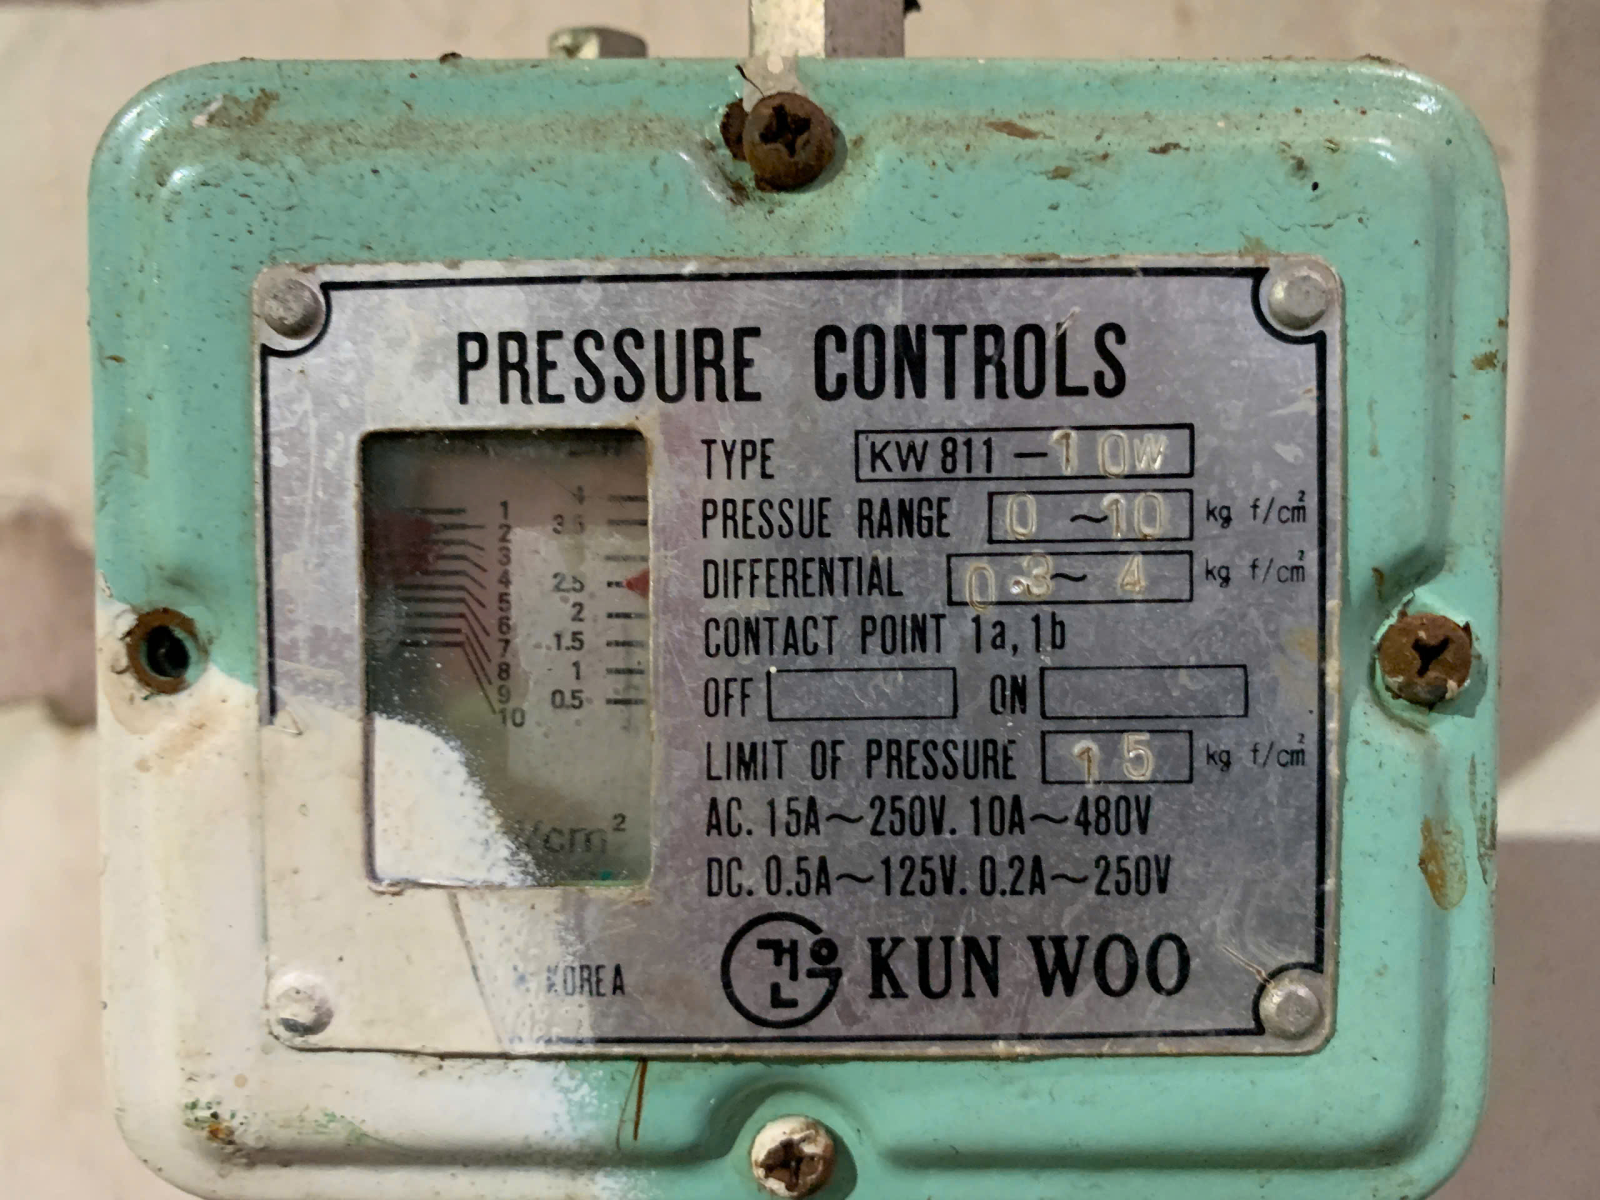 PRESSURE CONTROLS
TYPE KW 811 - 10W
PRESSUE RANGE 0 ~10 kg f/cm²
DIFFERENTIAL 0.3~ 4 kg f/cm²
CONTACT POINT 1a, 1b
OFF ON
LIMIT OF PRESSURE 15 kg f/cm²
AC. 15A~250V. 10A~480V
DC. 0.5A~125V. 0.2A~250V
건우 KUN WOO
KOREA
1
2
3
4
5
6
7
8
9
10
4
3.5
2.5
2
1.5
1
0.5
/cm²